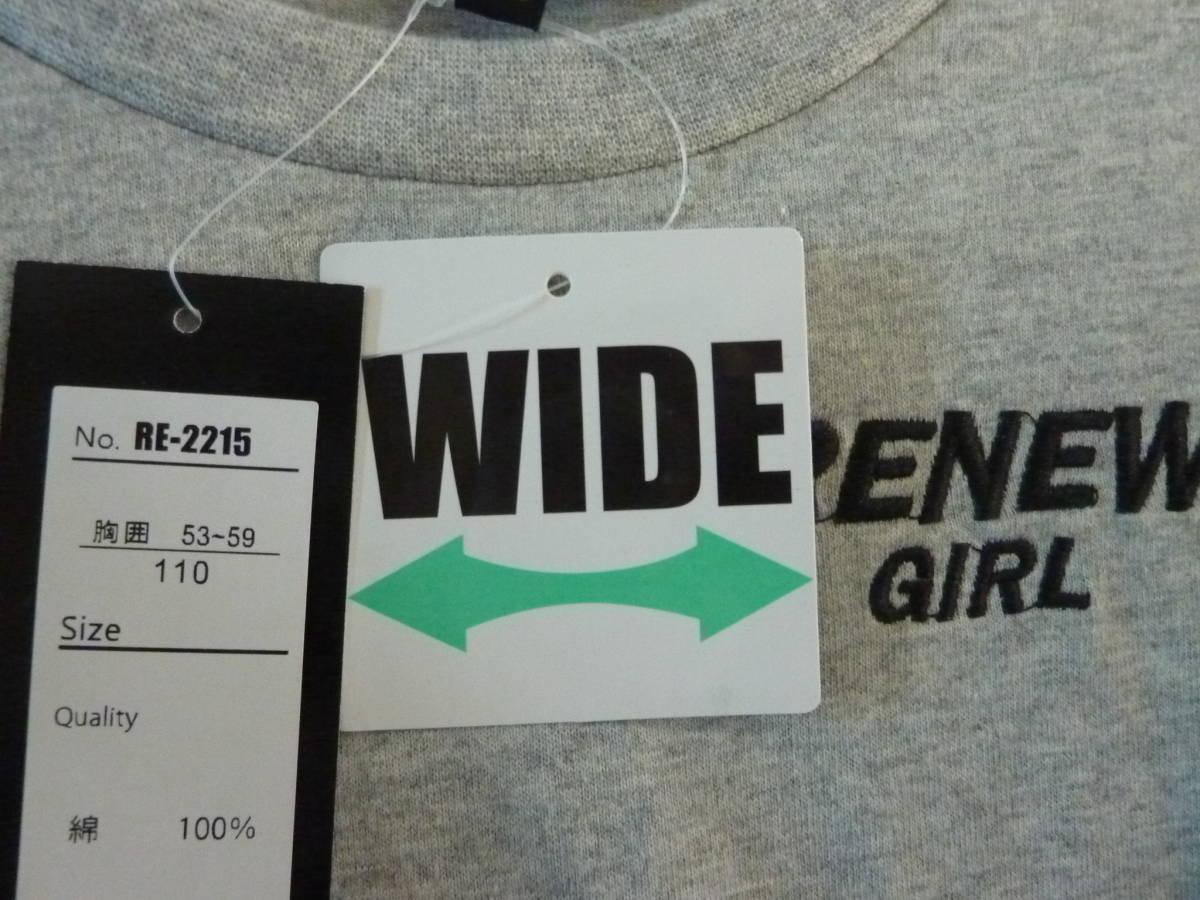 No. RE-2215
胸囲 53~59
110
Size
Quality
綿 100%
WIDE
RENEW
GIRL